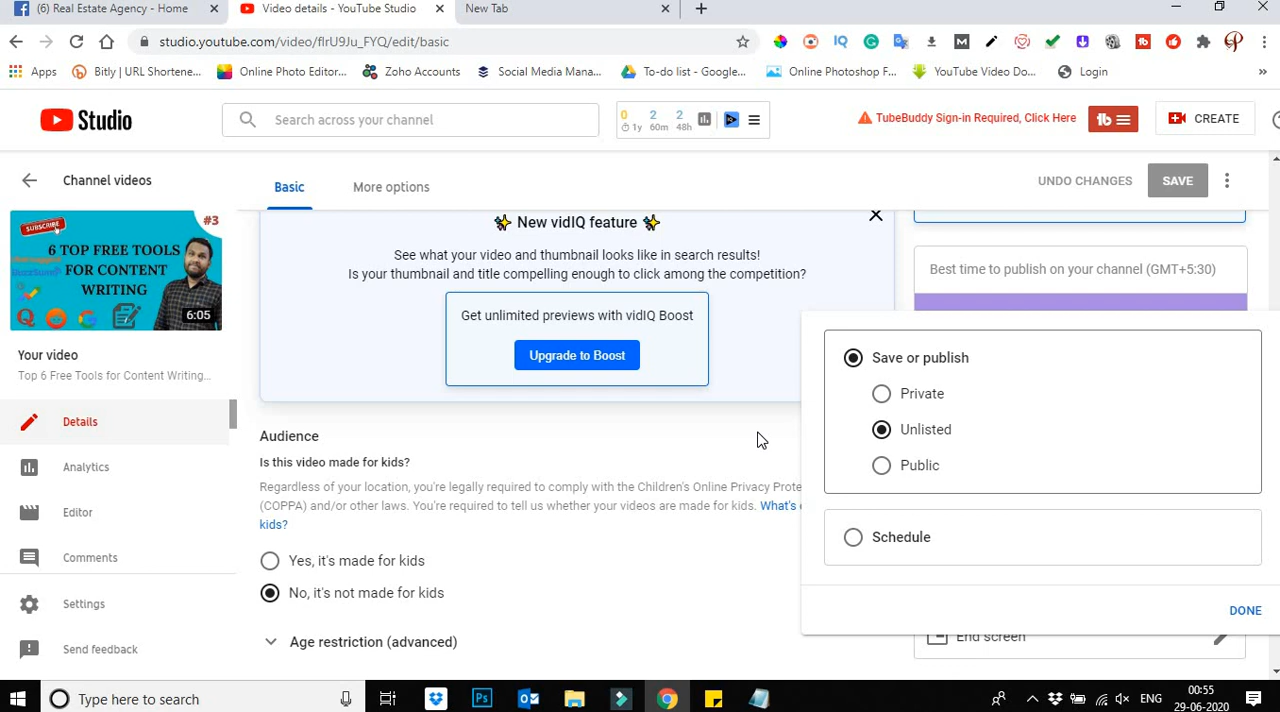 (6) Real Estate Agency - Home
Video details - YouTube Studio
New Tab
studio.youtube.com/video/flrU9Ju_FYQ/edit/basic
Apps
Bitly | URL Shortene...
Online Photo Editor...
Zoho Accounts
Social Media Mana...
To-do list - Google...
Online Photoshop F...
YouTube Video Do...
Login
Studio
Search across your channel
0 2 2
1y 60m 48h
TubeBuddy Sign-in Required, Click Here
CREATE
Channel videos
Basic
More options
UNDO CHANGES
SAVE
SUBSCRIBE
#3
6 TOP FREE TOOLS
FOR CONTENT
WRITING
6:05
New vidIQ feature
See what your video and thumbnail looks like in search results!
Is your thumbnail and title compelling enough to click among the competition?
Get unlimited previews with vidIQ Boost
Upgrade to Boost
Best time to publish on your channel (GMT+5:30)
Your video
Top 6 Free Tools for Content Writing...
Details
Analytics
Editor
Comments
Settings
Send feedback
Audience
Is this video made for kids?
Regardless of your location, you're legally required to comply with the Children's Online Privacy Prote
(COPPA) and/or other laws. You're required to tell us whether your videos are made for kids. What's
kids?
Yes, it's made for kids
No, it's not made for kids
Age restriction (advanced)
Save or publish
Private
Unlisted
Public
Schedule
DONE
End screen
Type here to search
ENG
00:55
29-06-2020